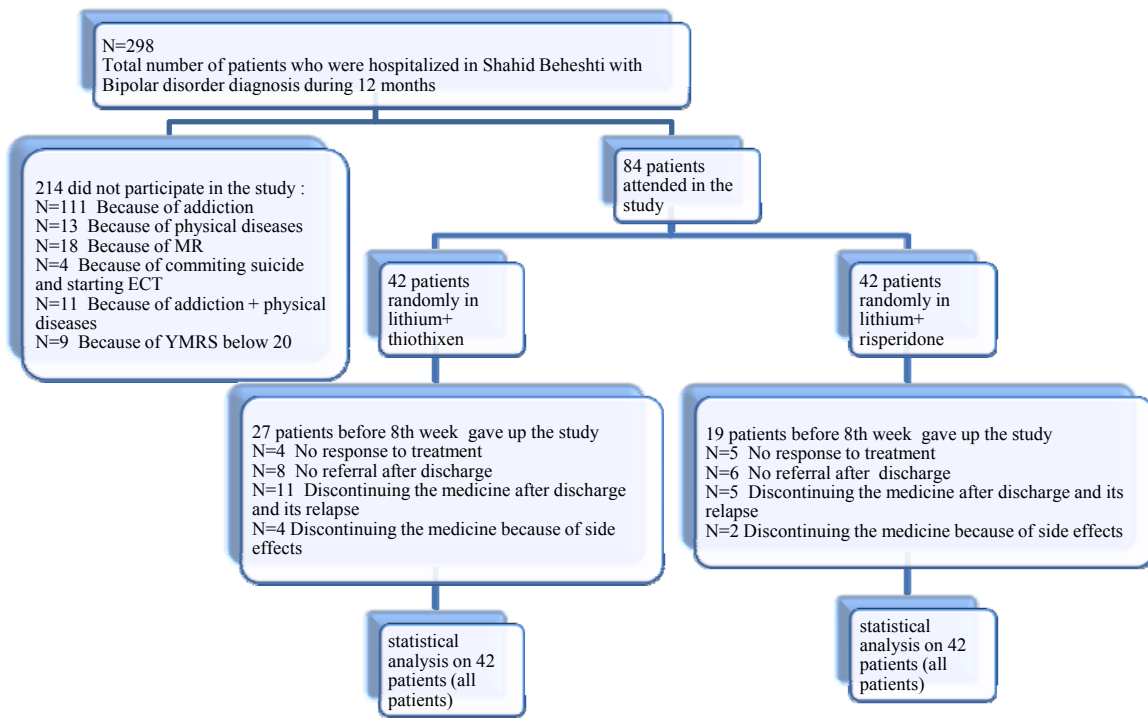 N=298
Total number of patients who were hospitalized in Shahid Beheshti with
Bipolar disorder diagnosis during 12 months
214 did not participate in the study :
N=111 Because of addiction
N=13 Because of physical diseases
N=18 Because of MR
N=4 Because of commiting suicide
and starting ECT
N=11 Because of addiction + physical
diseases
N=9 Because of YMRS below 20
84 patients
attended in the
study
42 patients
randomly in
lithium+
thiothixen
42 patients
randomly in
lithium+
risperidone
27 patients before 8th week gave up the study
N=4 No response to treatment
N=8 No referral after discharge
N=11 Discontinuing the medicine after discharge
and its relapse
N=4 Discontinuing the medicine because of side
effects
19 patients before 8th week gave up the study
N=5 No response to treatment
N=6 No referral after discharge
N=5 Discontinuing the medicine after discharge and its
relapse
N=2 Discontinuing the medicine because of side effects
statistical
analysis on 42
patients (all
patients)
statistical
analysis on 42
patients (all
patients)